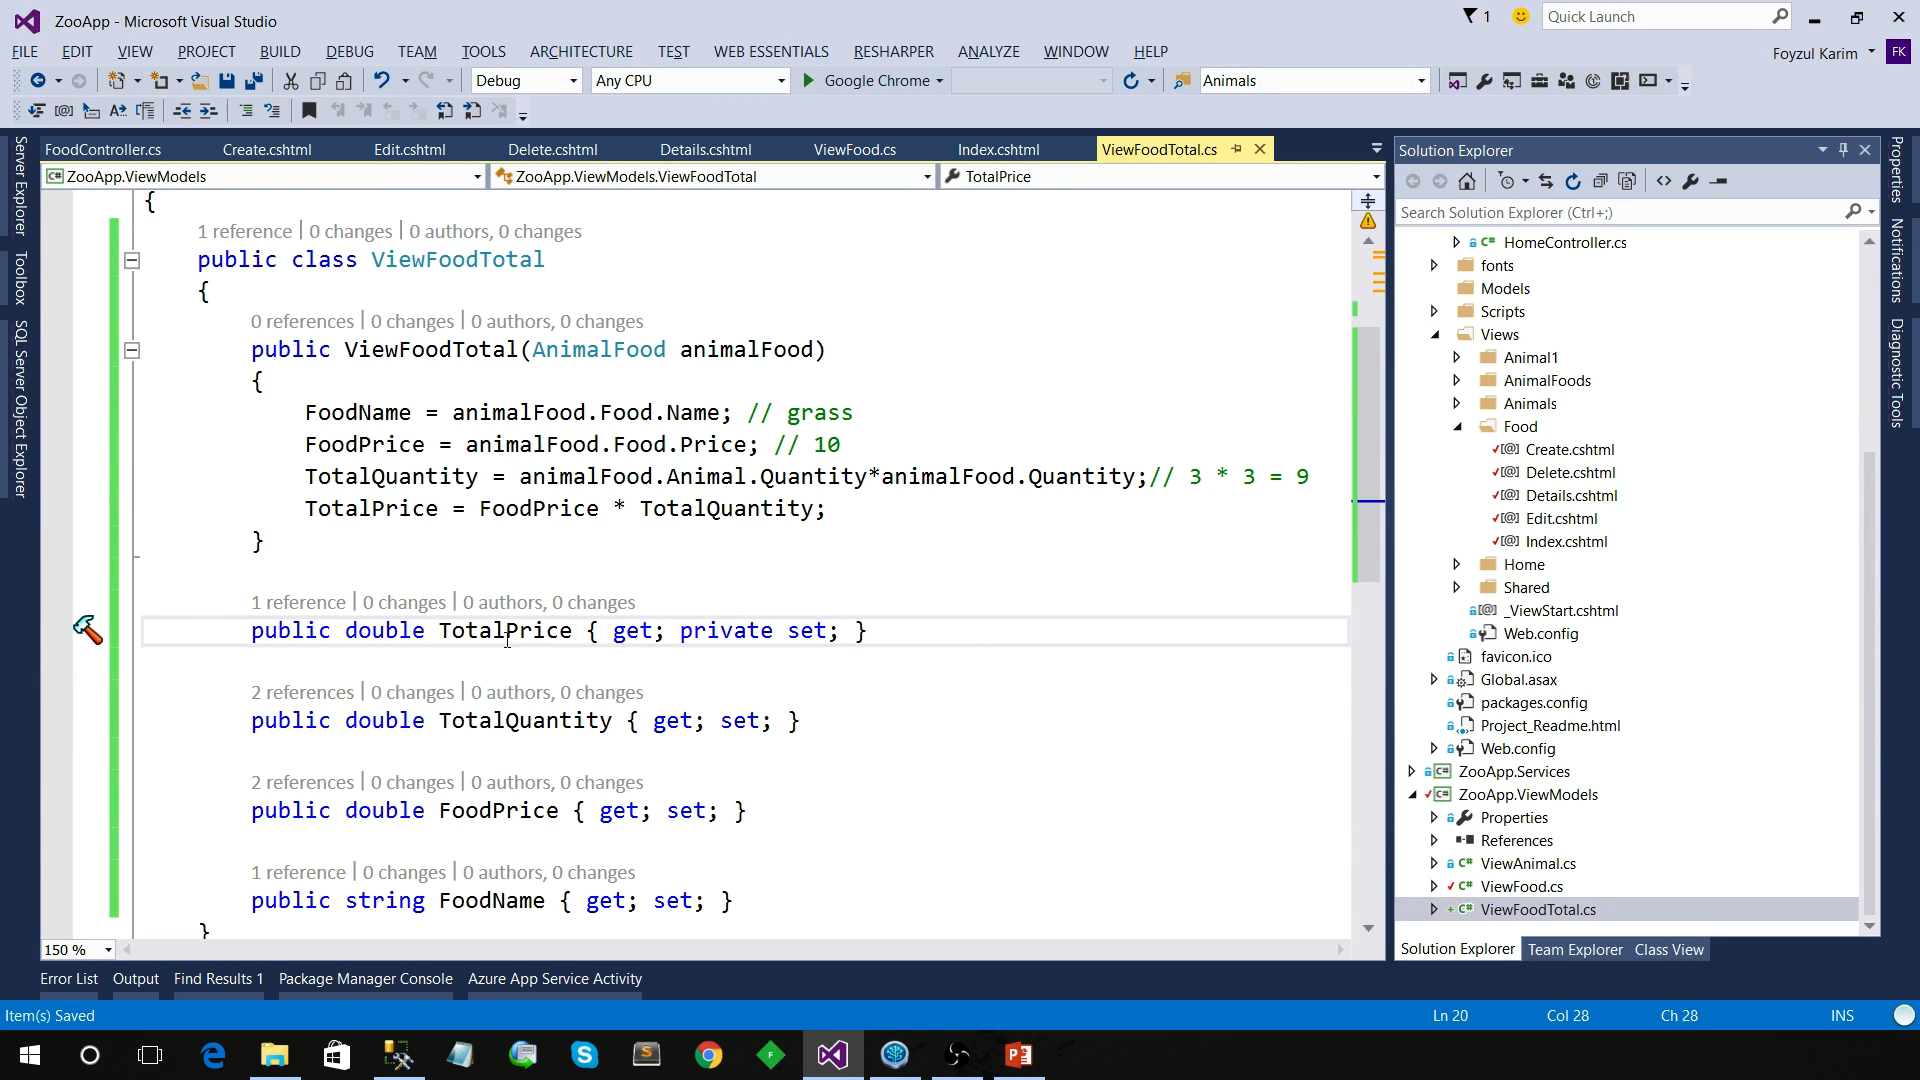 ZooApp - Microsoft Visual Studio
1
Quick Launch
FILE EDIT VIEW PROJECT BUILD DEBUG TEAM TOOLS ARCHITECTURE TEST WEB ESSENTIALS RESHARPER ANALYZE WINDOW HELP
Foyzul Karim FK
Debug Any CPU Google Chrome Animals
FoodController.cs Create.cshtml Edit.cshtml Delete.cshtml Details.cshtml ViewFood.cs Index.cshtml ViewFoodTotal.cs
ZooApp.ViewModels ZooApp.ViewModels.ViewFoodTotal TotalPrice
Server Explorer
Toolbox
SQL Server Object Explorer
{
1 reference | 0 changes | 0 authors, 0 changes
public class ViewFoodTotal
{
0 references | 0 changes | 0 authors, 0 changes
public ViewFoodTotal(AnimalFood animalFood)
{
FoodName = animalFood.Food.Name; // grass
FoodPrice = animalFood.Food.Price; // 10
TotalQuantity = animalFood.Animal.Quantity*animalFood.Quantity;// 3 * 3 = 9
TotalPrice = FoodPrice * TotalQuantity;
}
1 reference | 0 changes | 0 authors, 0 changes
public double TotalPrice { get; private set; }
2 references | 0 changes | 0 authors, 0 changes
public double TotalQuantity { get; set; }
2 references | 0 changes | 0 authors, 0 changes
public double FoodPrice { get; set; }
1 reference | 0 changes | 0 authors, 0 changes
public string FoodName { get; set; }
}
150 %
Solution Explorer
Search Solution Explorer (Ctrl+;)
HomeController.cs
fonts
Models
Scripts
Views
Animal1
AnimalFoods
Animals
Food
Create.cshtml
Delete.cshtml
Details.cshtml
Edit.cshtml
Index.cshtml
Home
Shared
_ViewStart.cshtml
Web.config
favicon.ico
Global.asax
packages.config
Project_Readme.html
Web.config
ZooApp.Services
ZooApp.ViewModels
Properties
References
ViewAnimal.cs
ViewFood.cs
ViewFoodTotal.cs
Solution Explorer Team Explorer Class View
Properties
Notifications
Diagnostic Tools
Error List Output Find Results 1 Package Manager Console Azure App Service Activity
Item(s) Saved Ln 20 Col 28 Ch 28 INS